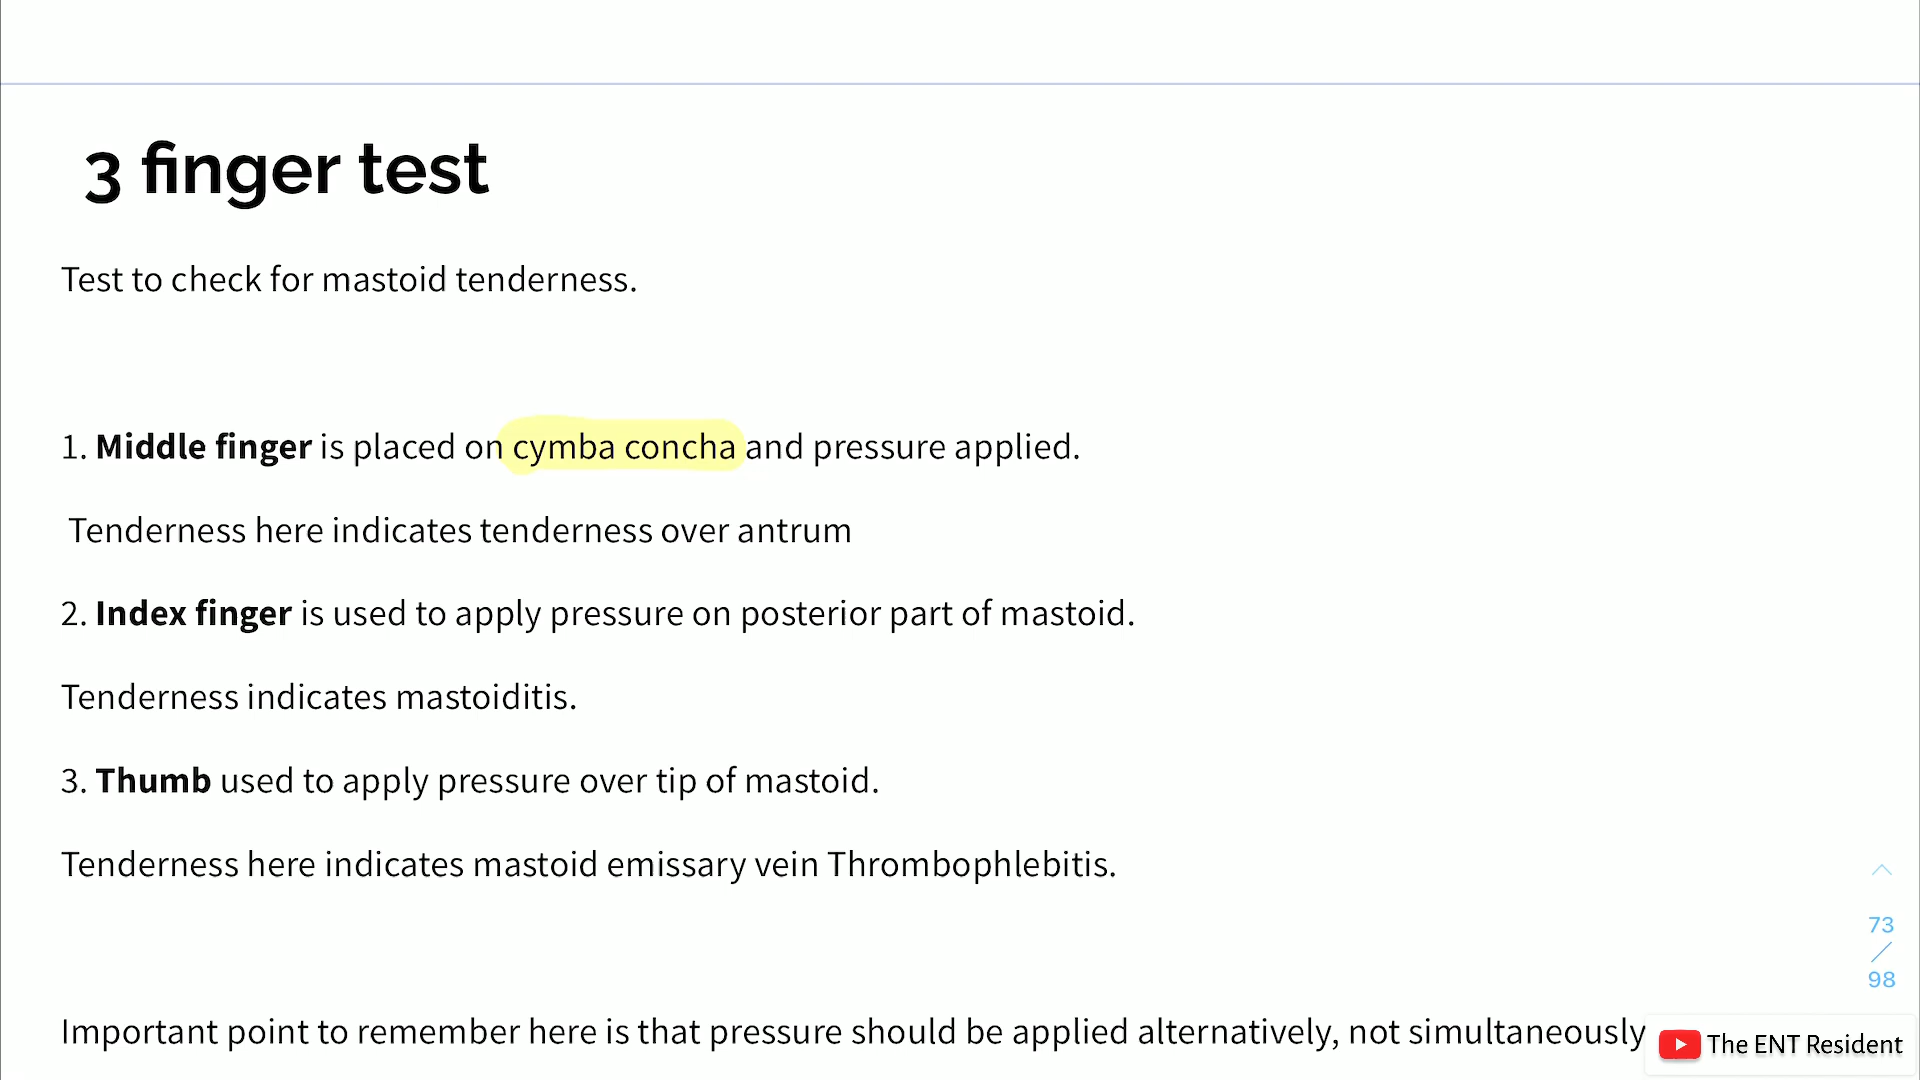 3 finger test
Test to check for mastoid tenderness.
1. Middle finger is placed on cymba concha and pressure applied.
Tenderness here indicates tenderness over antrum
2. Index finger is used to apply pressure on posterior part of mastoid.
Tenderness indicates mastoiditis.
3. Thumb used to apply pressure over tip of mastoid.
Tenderness here indicates mastoid emissary vein Thrombophlebitis.
73
/
98
Important point to remember here is that pressure should be applied alternatively, not simultaneously
The ENT Resident